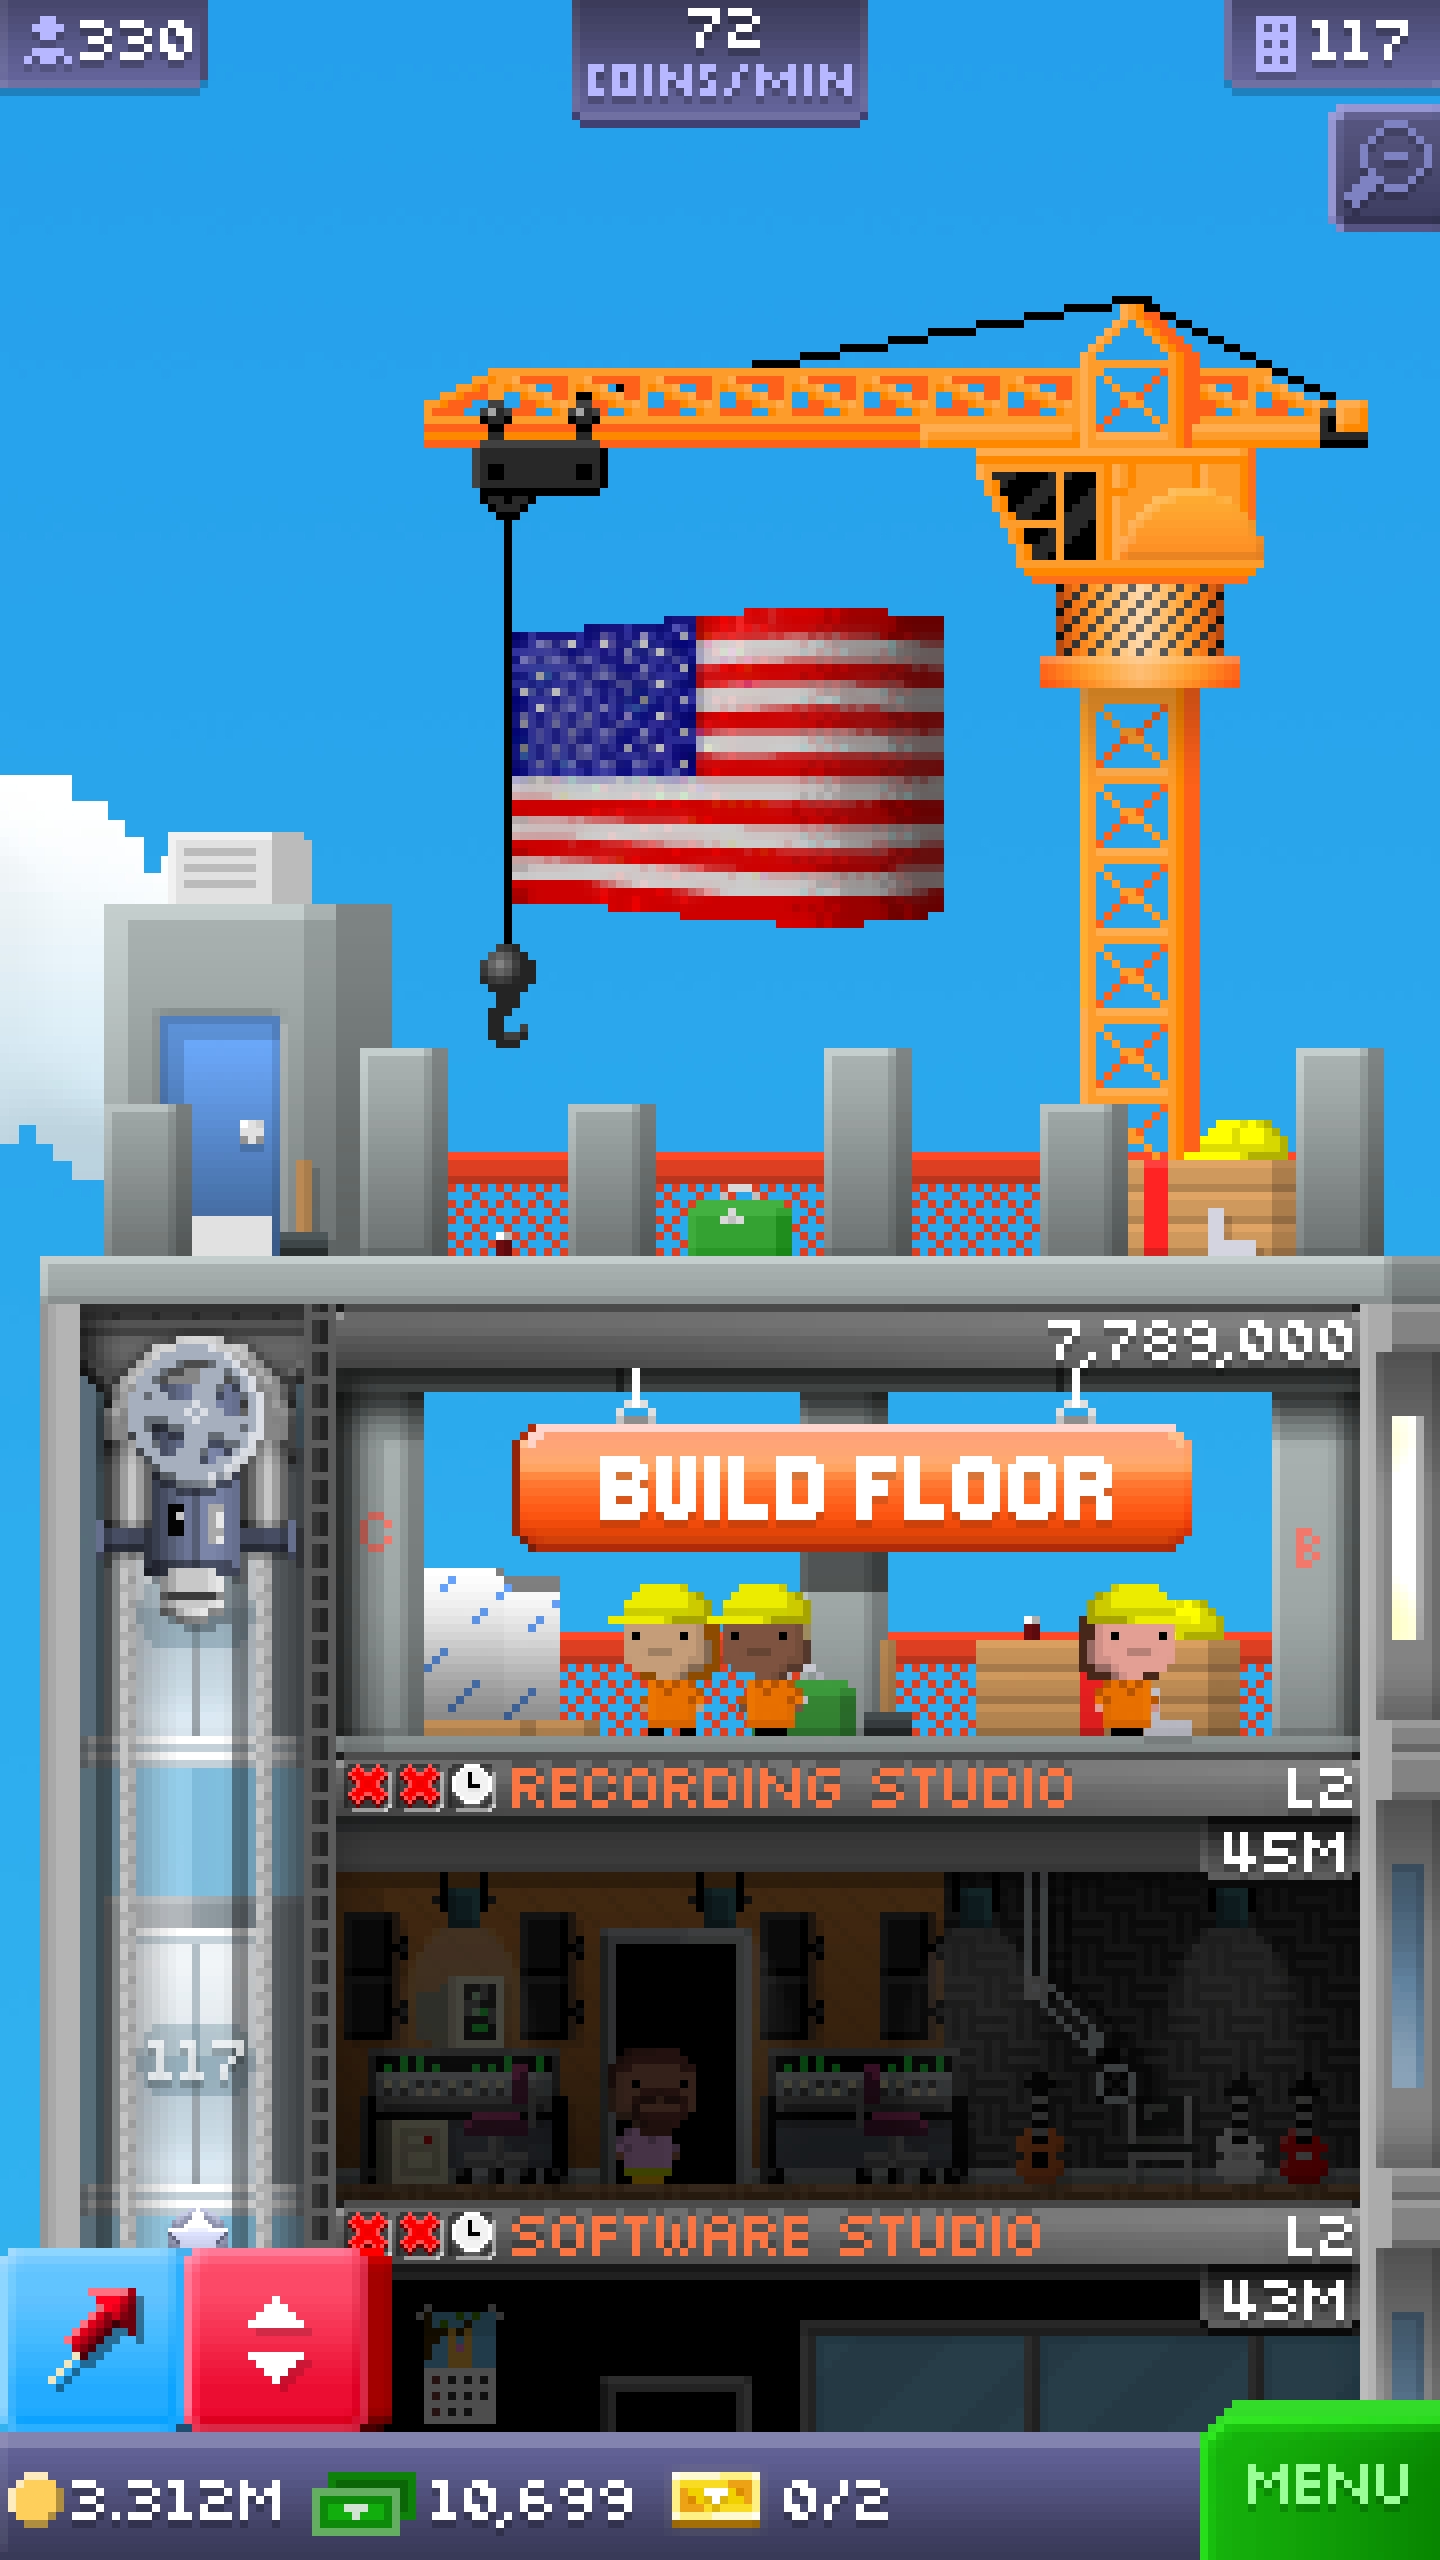 330
72
COINS/MIN
117
7,789,000
BUILD FLOOR
C
B
RECORDING STUDIO L2
45M
117
SOFTWARE STUDIO L2
43M
3.312M 10,699 0/2
MENU